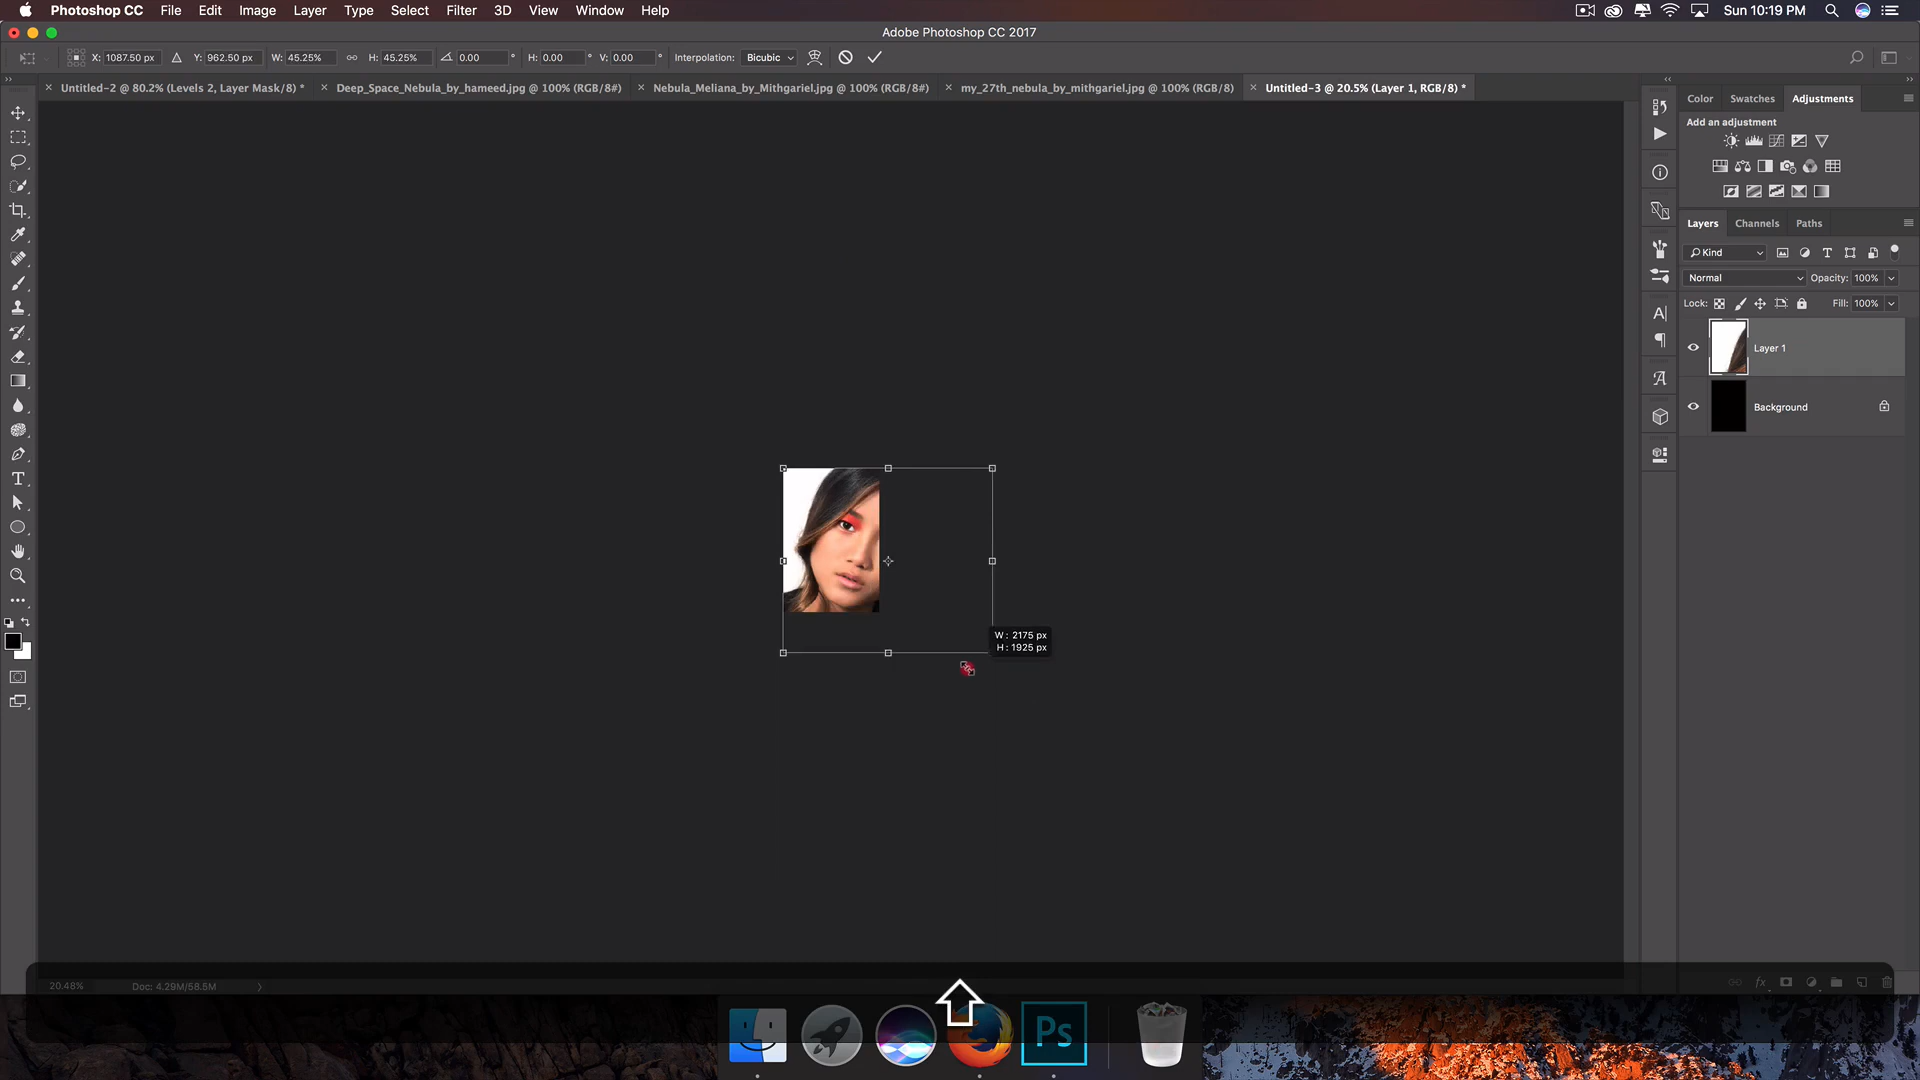 Photoshop CC File Edit Image Layer Type Select Filter 3D View Window Help Sun 10:19 PM
Adobe Photoshop CC 2017
X: 1087.50 px Y: 962.50 px W: 45.25% H: 45.25% 0.00 ° H: 0.00 ° V: 0.00 ° Interpolation: Bicubic
Untitled-2 @ 80.2% (Levels 2, Layer Mask/8) * Deep_Space_Nebula_by_hameed.jpg @ 100% (RGB/8#) Nebula_Meliana_by_Mithgariel.jpg @ 100% (RGB/8#) my_27th_nebula_by_mithgariel.jpg @ 100% (RGB/8) Untitled-3 @ 20.5% (Layer 1, RGB/8) *
Color Swatches Adjustments
Add an adjustment
Layers Channels Paths
Kind
Normal Opacity: 100%
Lock: Fill: 100%
Layer 1
Background
W : 2175 px
H : 1925 px
20.48% Doc: 4.29M/58.5M
fx
Ps